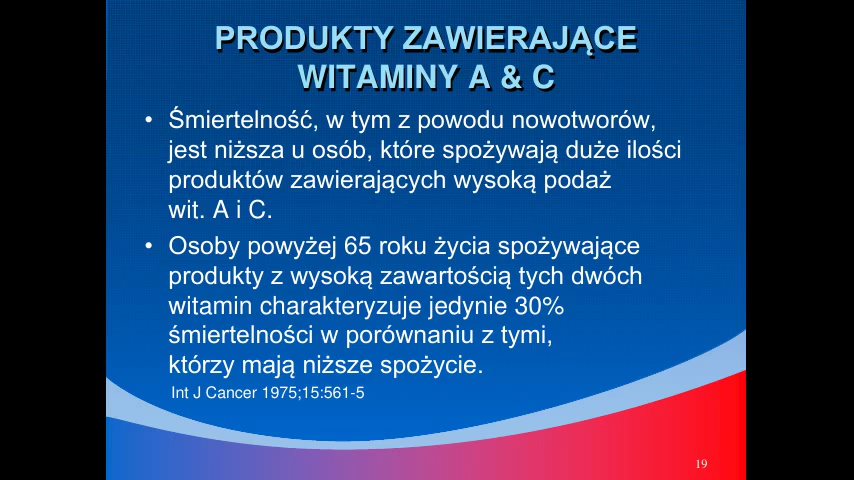 PRODUKTY ZAWIERAJĄCE
WITAMINY A & C
• Śmiertelność, w tym z powodu nowotworów,
jest niższa u osób, które spożywają duże ilości
produktów zawierających wysoką podaż
wit. A i C.
• Osoby powyżej 65 roku życia spożywające
produkty z wysoką zawartością tych dwóch
witamin charakteryzuje jedynie 30%
śmiertelności w porównaniu z tymi,
którzy mają niższe spożycie.
Int J Cancer 1975;15:561-5
19